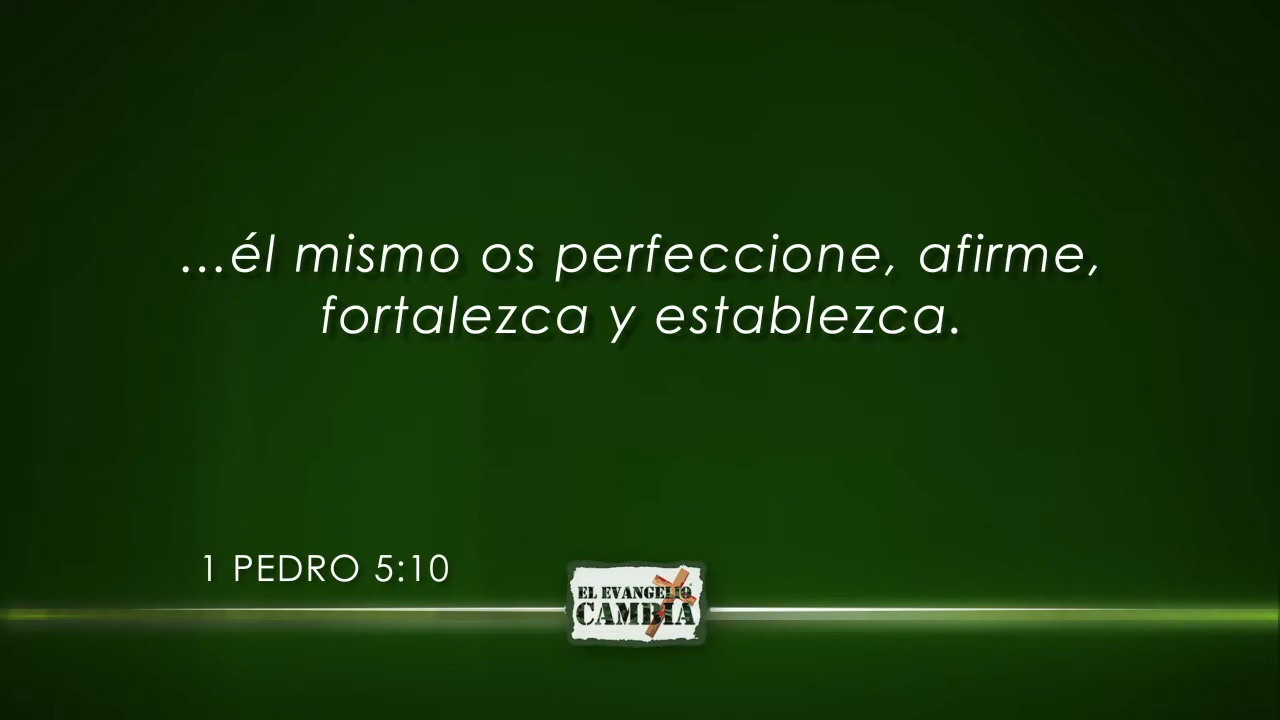 ...él mismo os perfeccione, afirme,
fortalezca y establezca.
1 PEDRO 5:10
EL EVANGELIO
CAMBIA